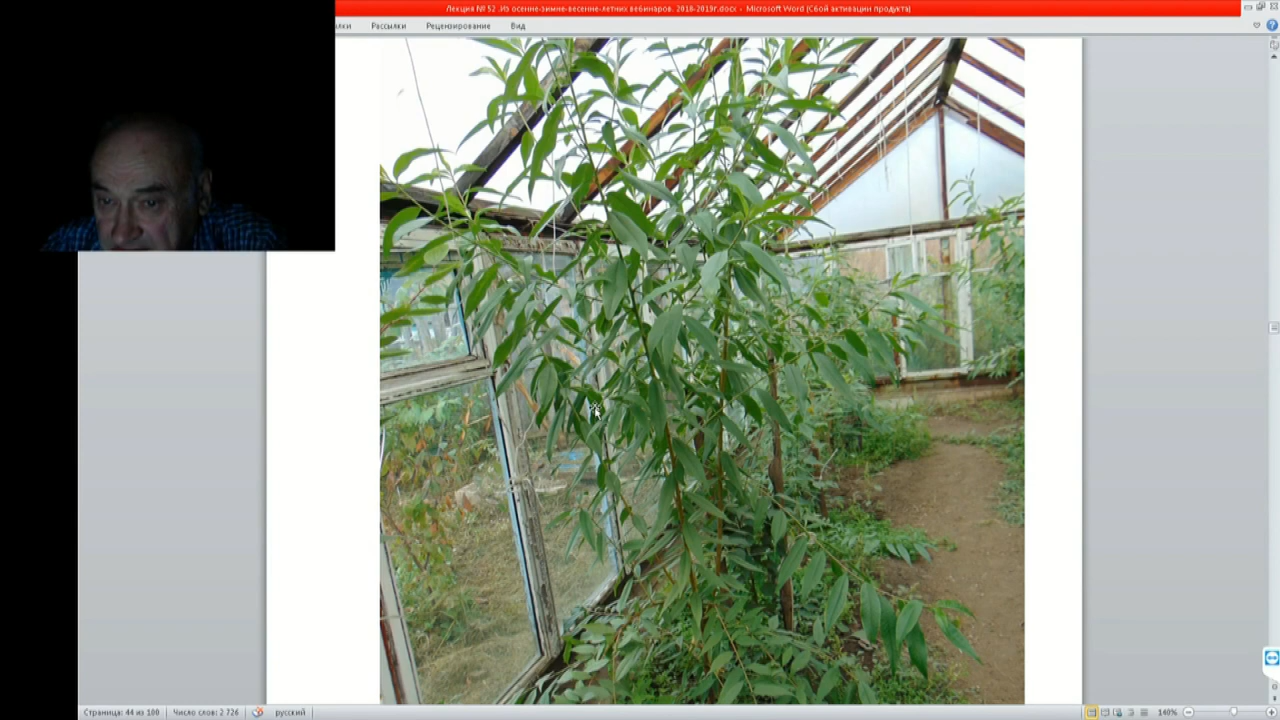 Лекция № 52 .Из осенне-зимне-весенне-летних вебинаров. 2018-2019г.docx - Microsoft Word (Сбой активации продукта)
Рассылки Рецензирование Вид
Страница: 44 из 100 Число слов: 2 726 русский 140%